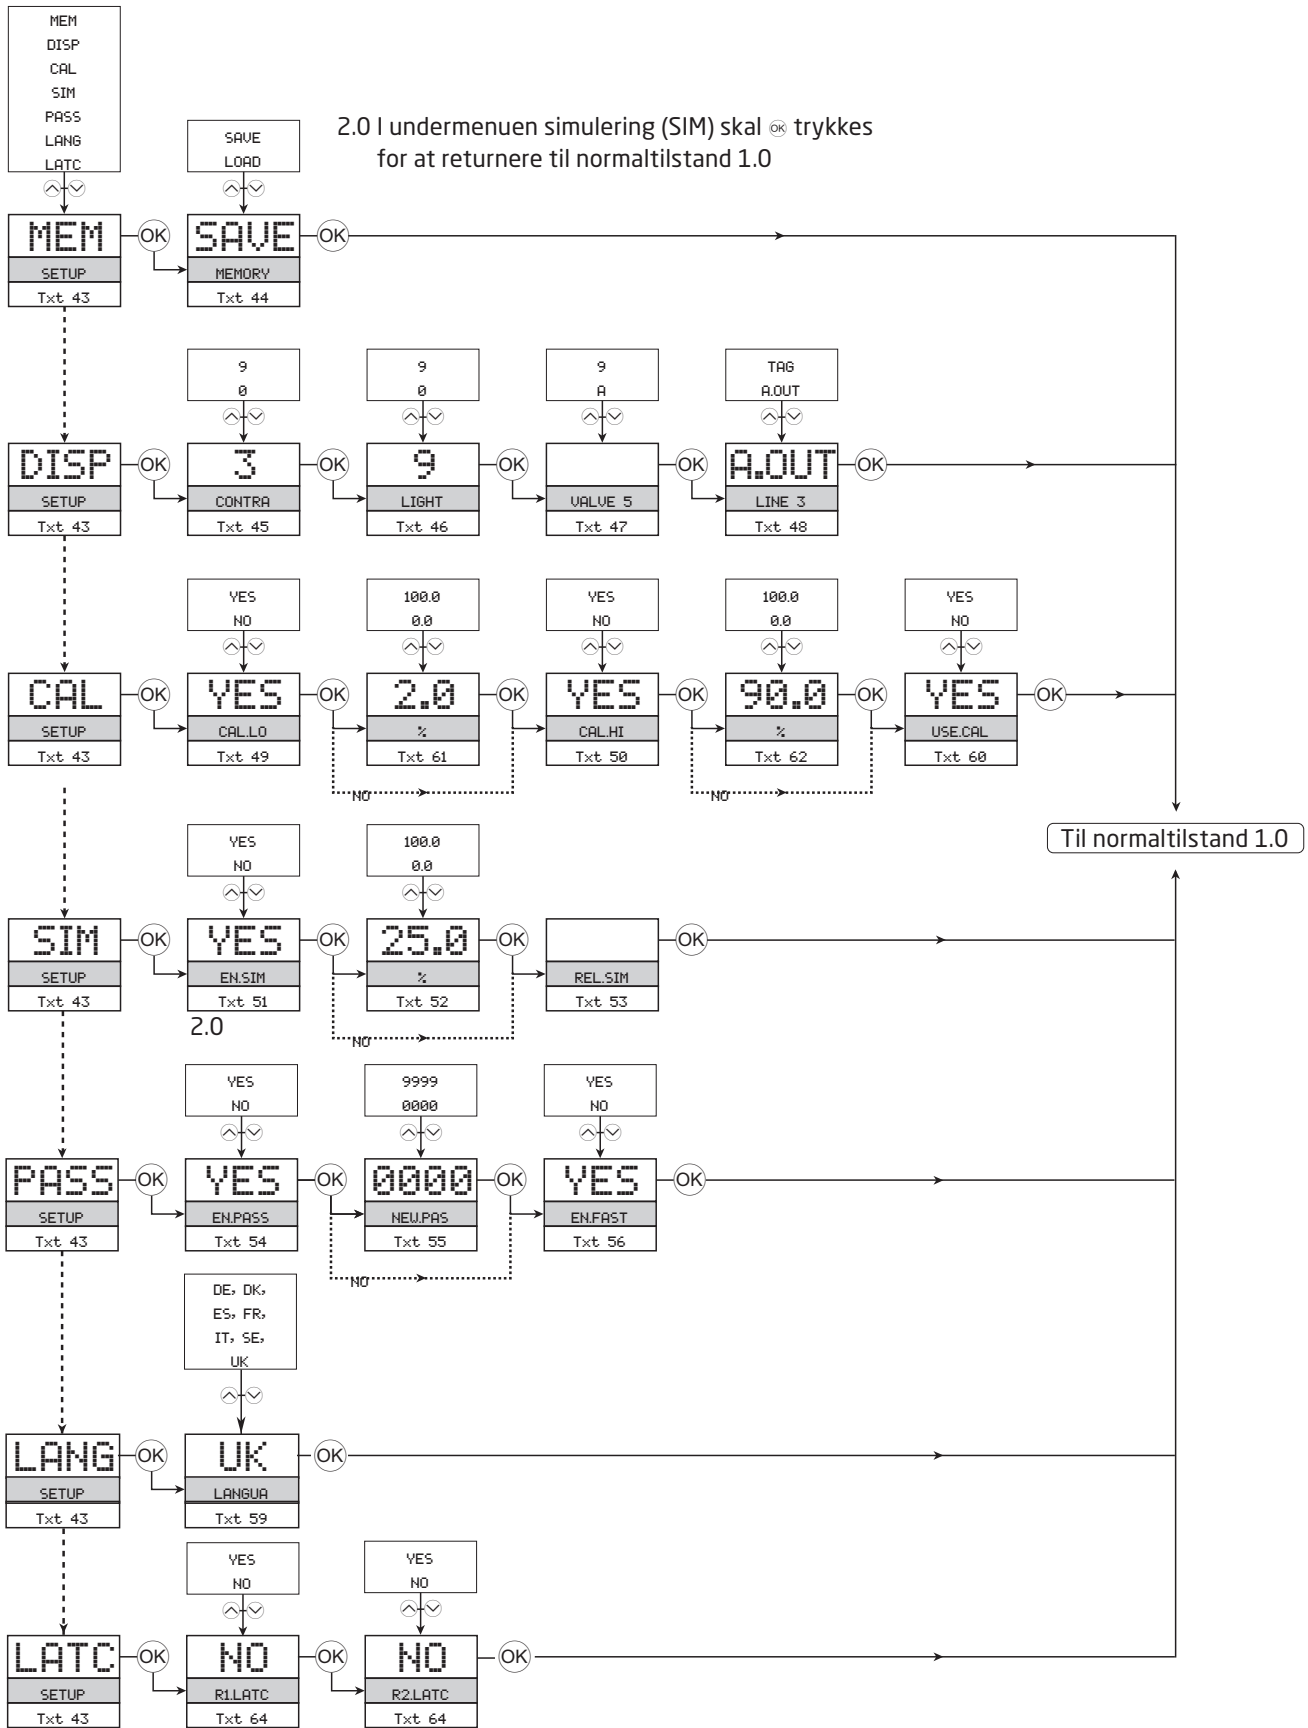 MEM
DISP
CAL
SIM
PASS
LANG
LATC
SAVE
LOAD
2.0 I undermenuen simulering (SIM) skal OK trykkes
for at returnere til normaltilstand 1.0
MEM OK SAVE OK
SETUP MEMORY
Txt 43 Txt 44
9 9 9 TAG
0 0 A A.OUT
DISP OK 3 OK 9 OK OK A.OUT OK
SETUP CONTRA LIGHT VALVE 5 LINE 3
Txt 43 Txt 45 Txt 46 Txt 47 Txt 48
YES 100.0 YES 100.0 YES
NO 0.0 NO 0.0 NO
CAL OK YES OK 2.0 OK YES OK 90.0 OK YES OK
SETUP CAL.LO % CAL.HI % USE.CAL
Txt 43 Txt 49 Txt 61 Txt 50 Txt 62 Txt 60
NO NO
Til normaltilstand 1.0
YES 100.0
NO 0.0
SIM OK YES OK 25.0 OK OK
SETUP EN.SIM % REL.SIM
Txt 43 Txt 51 Txt 52 Txt 53
2.0
NO
YES 9999 YES
NO 0000 NO
PASS OK YES OK 0000 OK YES OK
SETUP EN.PASS NEW.PAS EN.FAST
Txt 43 Txt 54 Txt 55 Txt 56
NO
DE, DK,
ES, FR,
IT, SE,
UK
LANG OK UK OK
SETUP LANGUA
Txt 43 Txt 59
YES YES
NO NO
LATC OK NO OK NO OK
SETUP R1.LATC R2.LATC
Txt 43 Txt 64 Txt 64